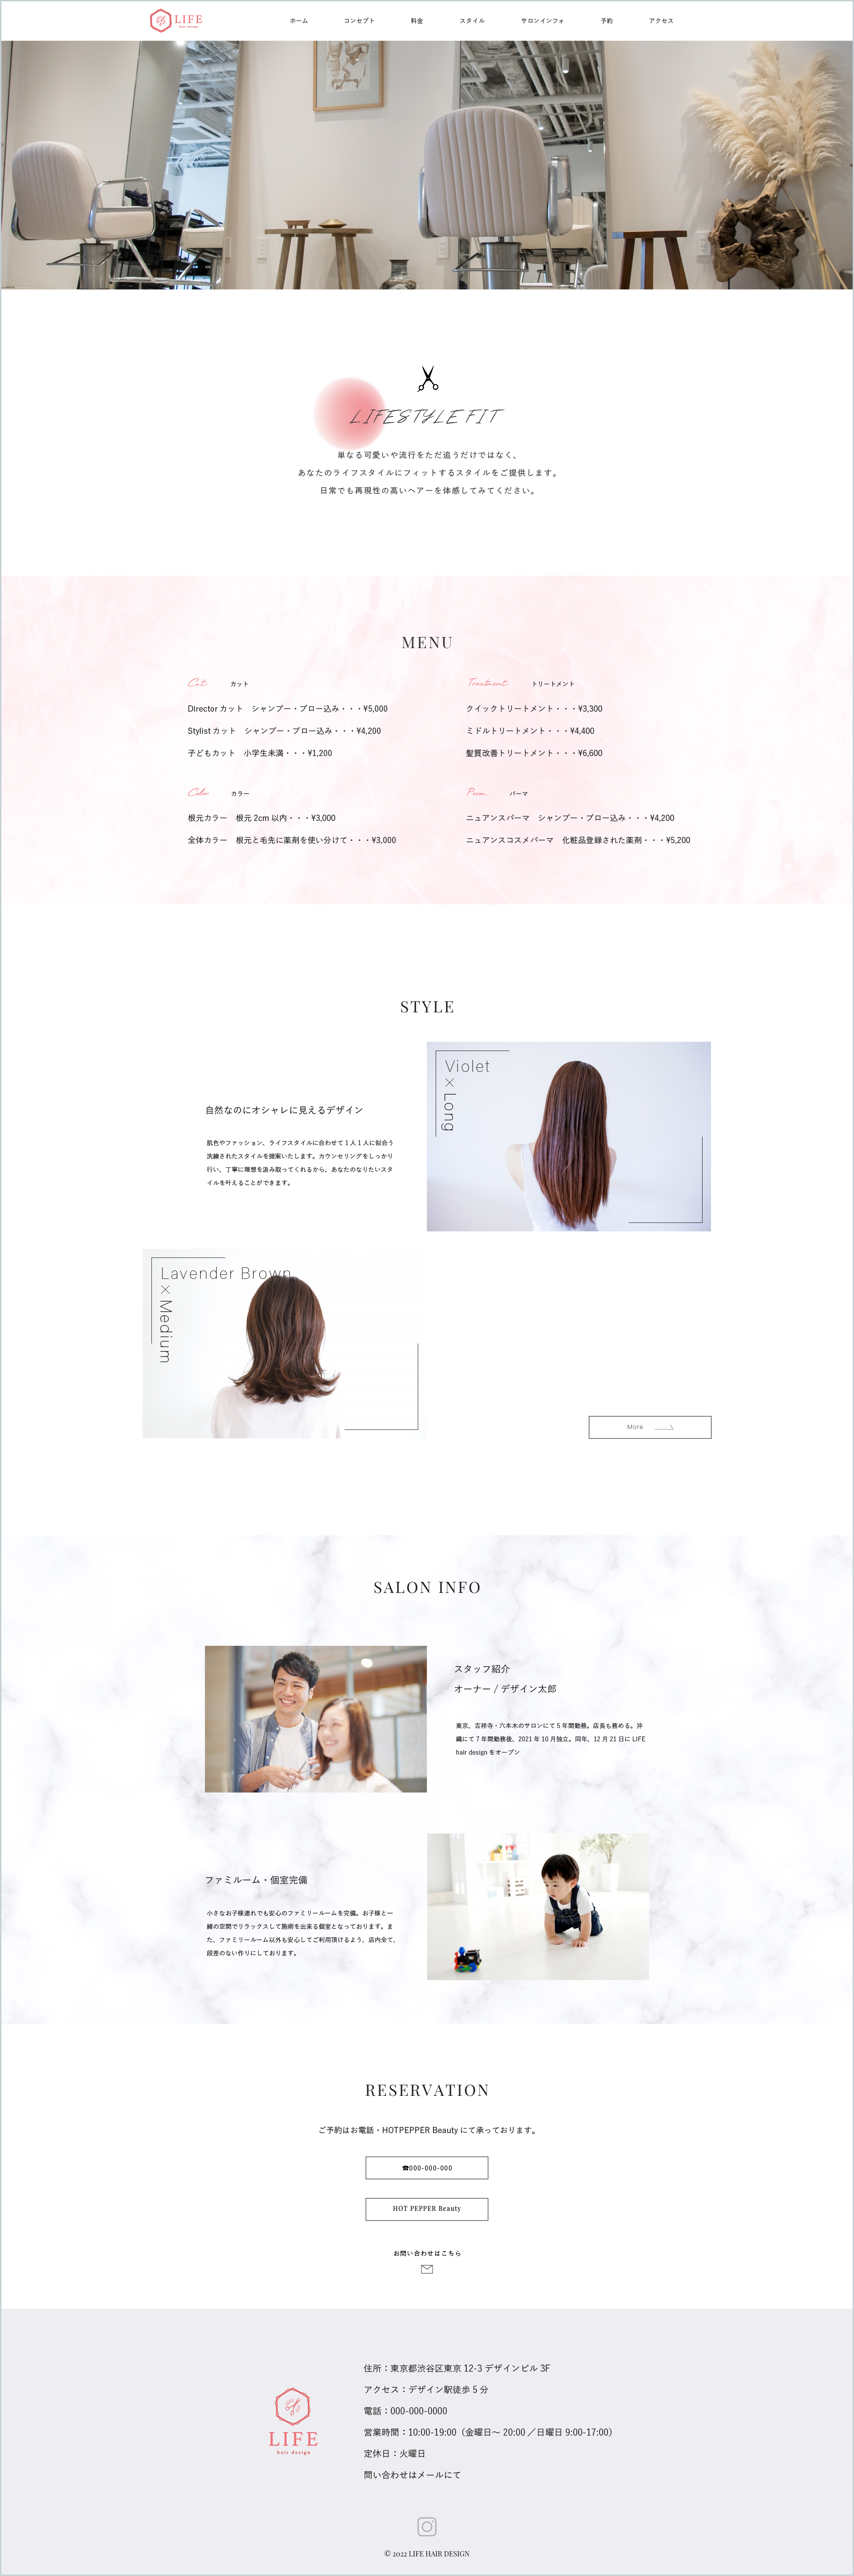 LIFE
hair design
ホーム コンセプト 料金 スタイル サロンインフォ 予約 アクセス
LIFESTYLE FIT
単なる可愛いや流行をただ追うだけではなく、
あなたのライフスタイルにフィットするスタイルをご提供します。
日常でも再現性の高いヘアーを体感してみてください。
MENU
Cut カット
Director カット　シャンプー・ブロー込み・・・¥5,000
Stylist カット　シャンプー・ブロー込み・・・¥4,200
子どもカット　小学生未満・・・¥1,200
Treatment トリートメント
クイックトリートメント・・・¥3,300
ミドルトリートメント・・・¥4,400
髪質改善トリートメント・・・¥6,600
Color カラー
根元カラー　根元 2cm 以内・・・¥3,000
全体カラー　根元と毛先に薬剤を使い分けて・・・¥3,000
Perm パーマ
ニュアンスパーマ　シャンプー・ブロー込み・・・¥4,200
ニュアンスコスメパーマ　化粧品登録された薬剤・・・¥5,200
STYLE
自然なのにオシャレに見えるデザイン
肌色やファッション、ライフスタイルに合わせて 1 人 1 人に似合う
洗練されたスタイルを提案いたします。カウンセリングをしっかり
行い、丁寧に理想を汲み取ってくれるから、あなたのなりたいスタ
イルを叶えることができます。
Violet
× Long
Lavender Brown
× Medium
More
SALON INFO
スタッフ紹介
オーナー / デザイン太郎
東京、吉祥寺・六本木のサロンにて 5 年間勤務。店長も務める。沖
縄にて 7 年間勤務後、2021 年 10 月独立。同年、12 月 21 日に LIFE
hair design をオープン
ファミルーム・個室完備
小さなお子様連れでも安心のファミリールームを完備。お子様と一
緒の空間でリラックスして施術を出来る個室となっております。ま
た、ファミリールーム以外も安心してご利用頂けるよう、店内全て、
段差のない作りにしております。
RESERVATION
ご予約はお電話・HOTPEPPER Beauty にて承っております。
☎000-000-000
HOT PEPPER Beauty
お問い合わせはこちら
LIFE
hair design
住所：東京都渋谷区東京 12-3 デザインビル 3F
アクセス：デザイン駅徒歩 5 分
電話：000-000-0000
営業時間：10:00-19:00（金曜日〜 20:00 ／日曜日 9:00-17:00）
定休日：火曜日
問い合わせはメールにて
© 2022 LIFE HAIR DESIGN